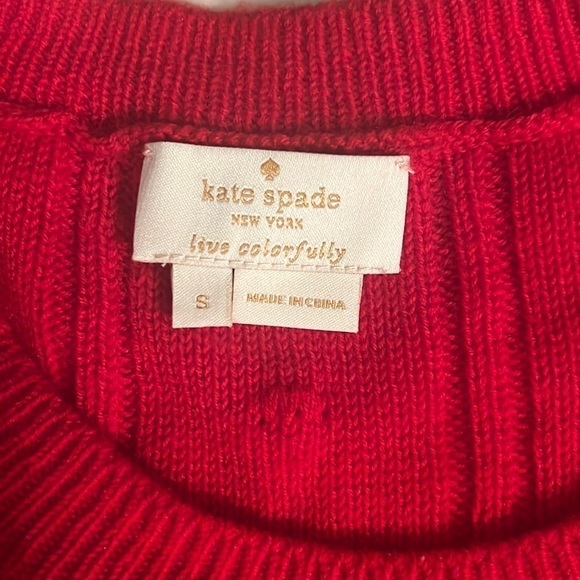 kate spade
NEW YORK
live colorfully
S
MADE IN CHINA